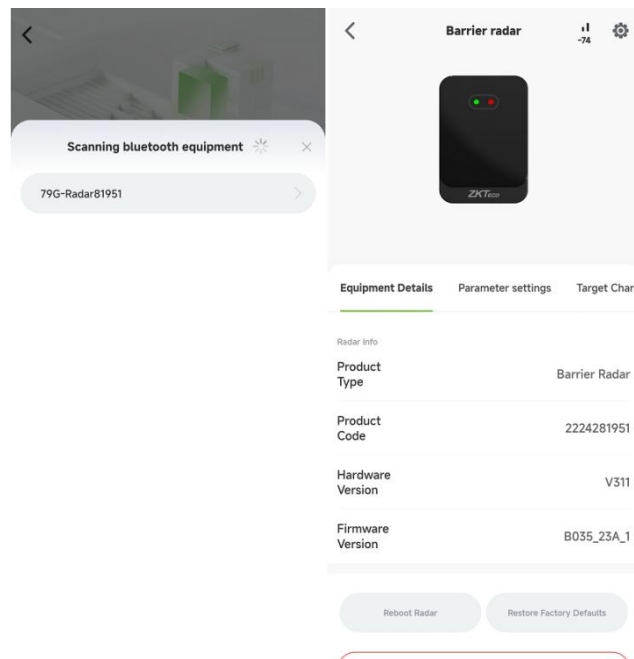 Scanning bluetooth equipment
79G-Radar81951
Barrier radar
-74
ZKTeco
Equipment Details Parameter settings Target Char
Radar Info
Product
Type
Barrier Radar
Product
Code
2224281951
Hardware
Version
V311
Firmware
Version
B035_23A_1
Reboot Radar Restore Factory Defaults